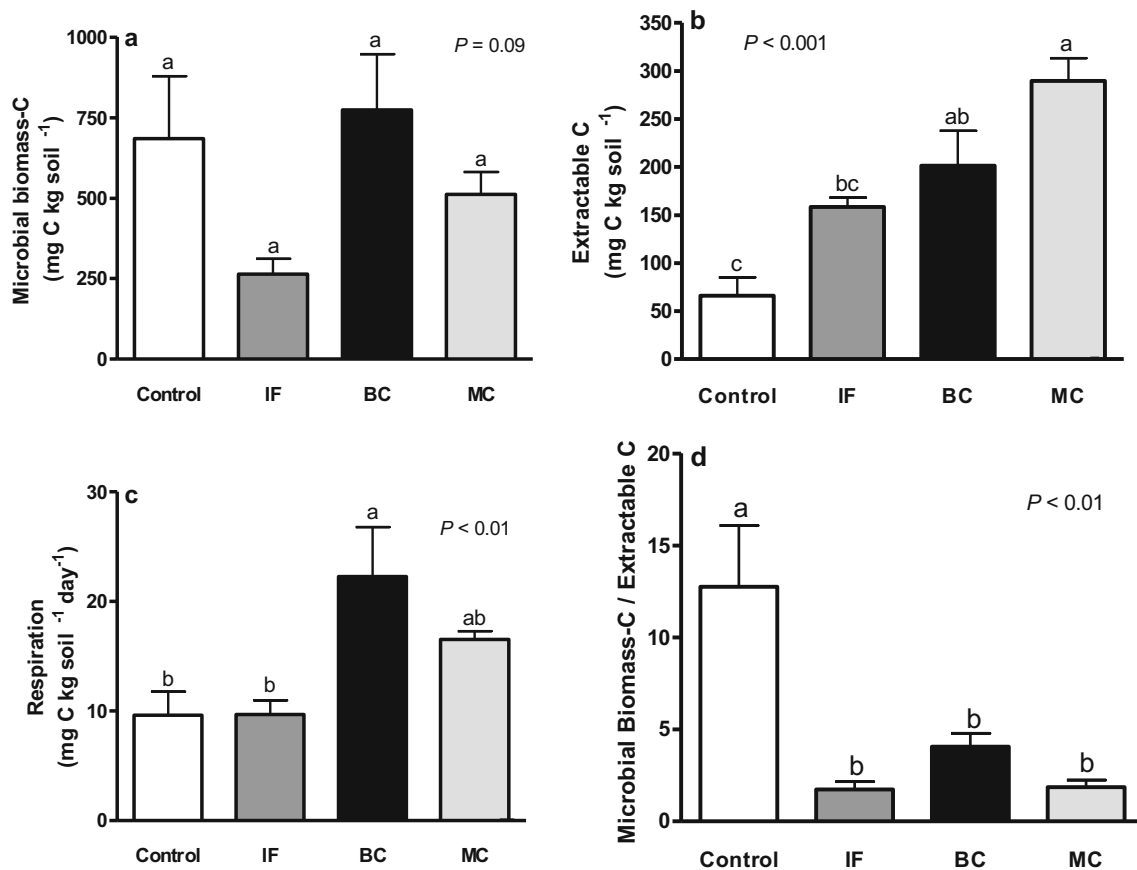 a
P = 0.09
Microbial biomass-C
(mg C kg soil -1)
1000
750
500
250
0
a
a
a
a
Control IF BC MC
b
P < 0.001
Extractable C
(mg C kg soil -1)
350
300
250
200
150
100
50
0
c
bc
ab
a
Control IF BC MC
c
P < 0.01
Respiration
(mg C kg soil -1 day-1)
30
20
10
0
b
b
a
ab
Control IF BC MC
d
P < 0.01
Microbial Biomass-C / Extractable C
20
15
10
5
0
a
b
b
b
Control IF BC MC